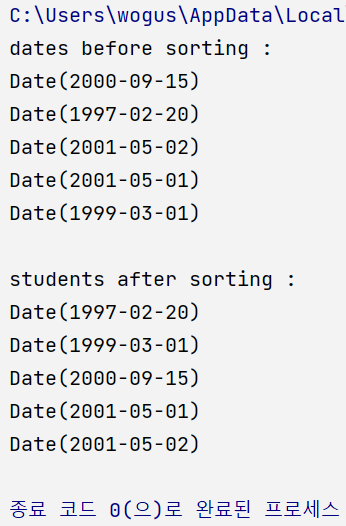 C:\Users\wogus\AppData\Local
dates before sorting :
Date(2000-09-15)
Date(1997-02-20)
Date(2001-05-02)
Date(2001-05-01)
Date(1999-03-01)
students after sorting :
Date(1997-02-20)
Date(1999-03-01)
Date(2000-09-15)
Date(2001-05-01)
Date(2001-05-02)
종료 코드 0(으)로 완료된 프로세스